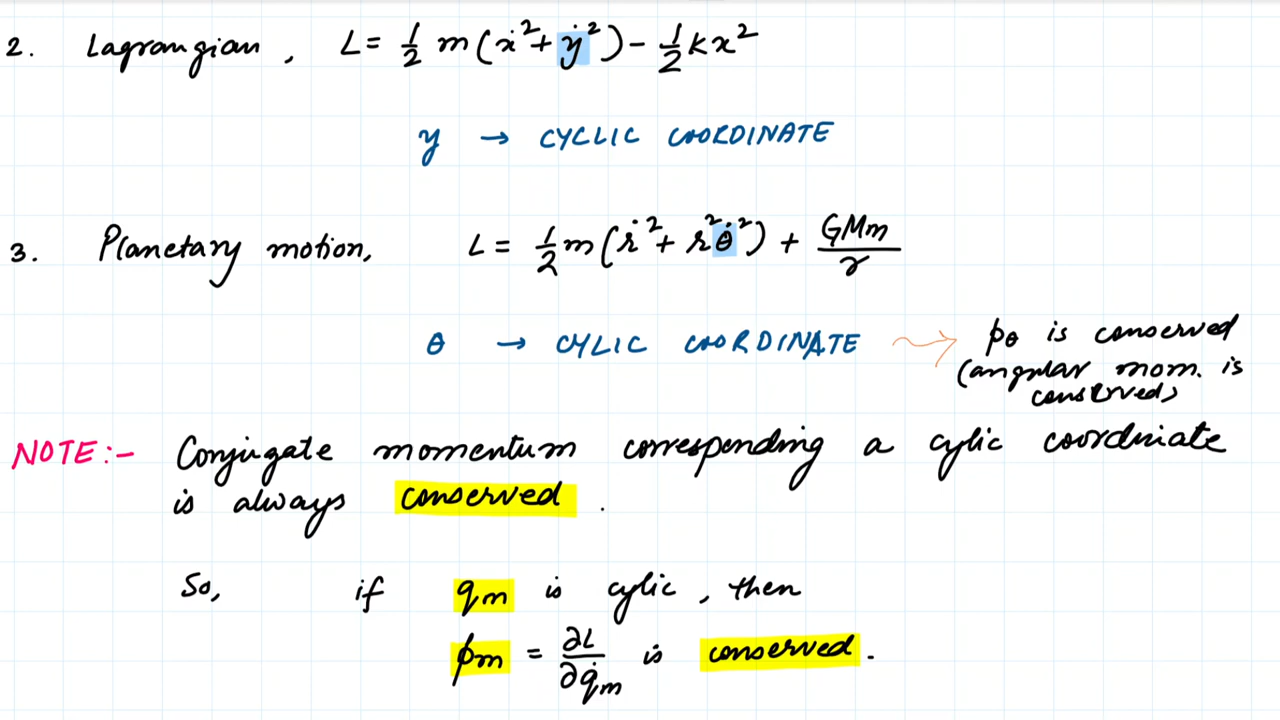 2. Lagrangian, L = 1/2 m(ẋ² + ẏ²) - 1/2 kx²
y → CYCLIC COORDINATE
3. Planetary motion, L = 1/2 m(ṙ² + r²θ̇²) + GMm/r
θ → CYLIC COORDINATE
pθ is conserved
(angular mom. is
conserved)
NOTE:- Conjugate momentum corresponding a cylic coordniate
is always conserved.
So, if qm is cylic, then
pm = ∂L/∂q̇m is conserved.